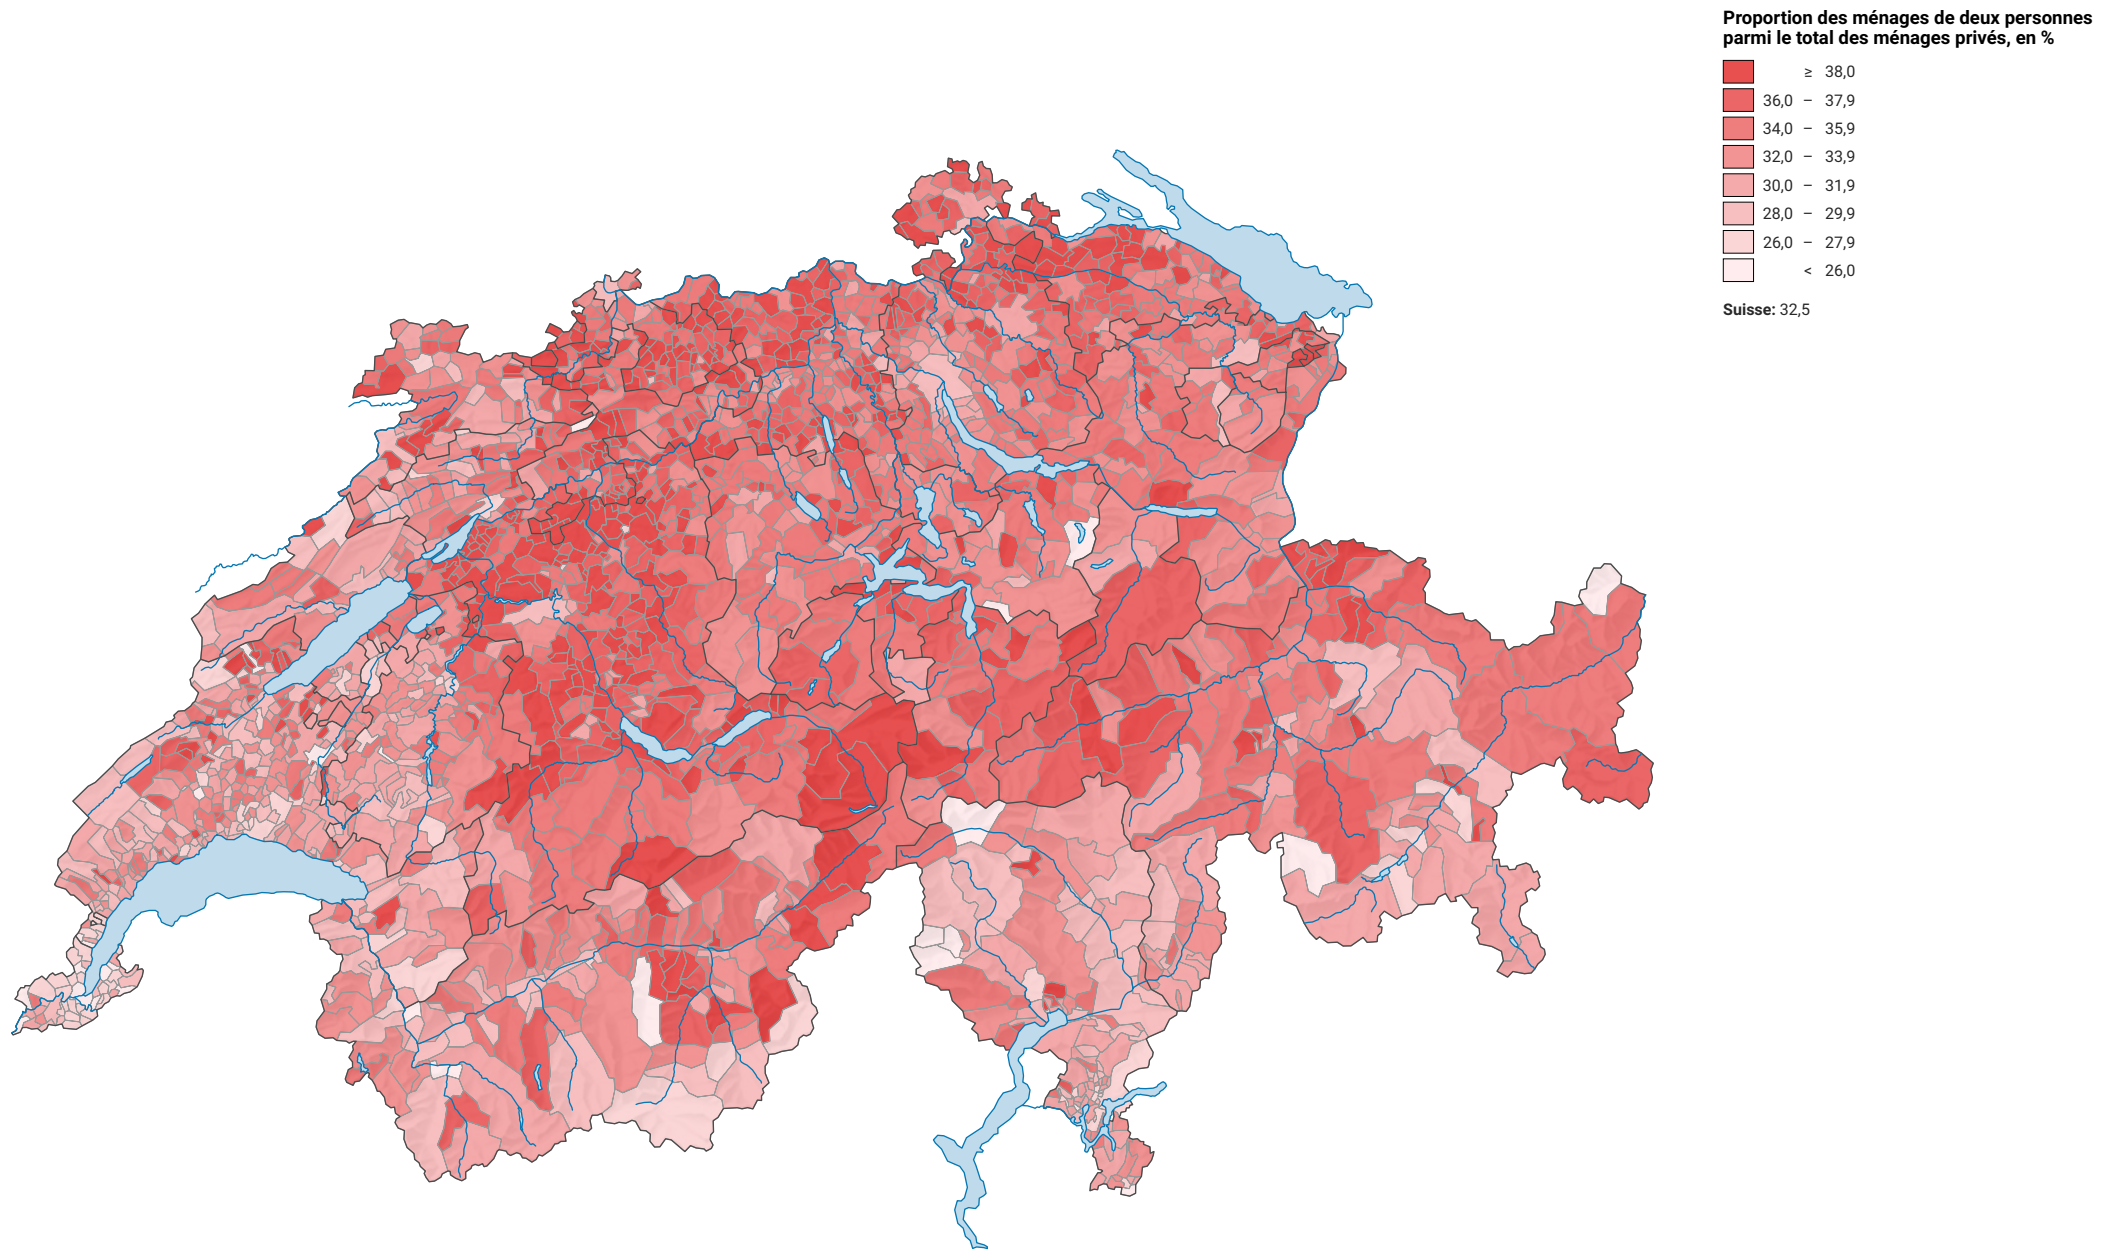 Proportion des ménages de deux personnes
parmi le total des ménages privés, en %
≥ 38,0
36,0 – 37,9
34,0 – 35,9
32,0 – 33,9
30,0 – 31,9
28,0 – 29,9
26,0 – 27,9
< 26,0
Suisse: 32,5